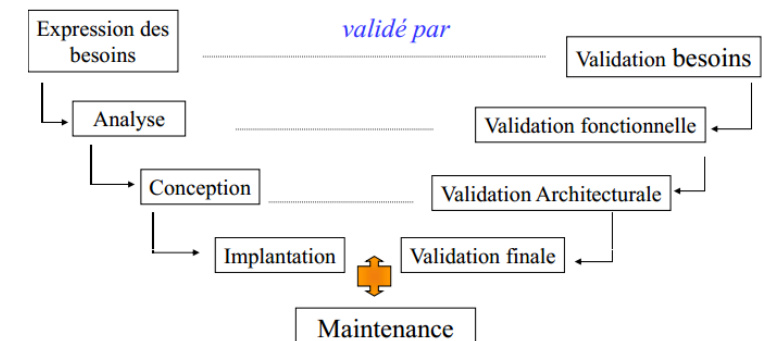 Expression des
besoins
validé par
Validation besoins
Analyse
Validation fonctionnelle
Conception
Validation Architecturale
Implantation
Validation finale
Maintenance